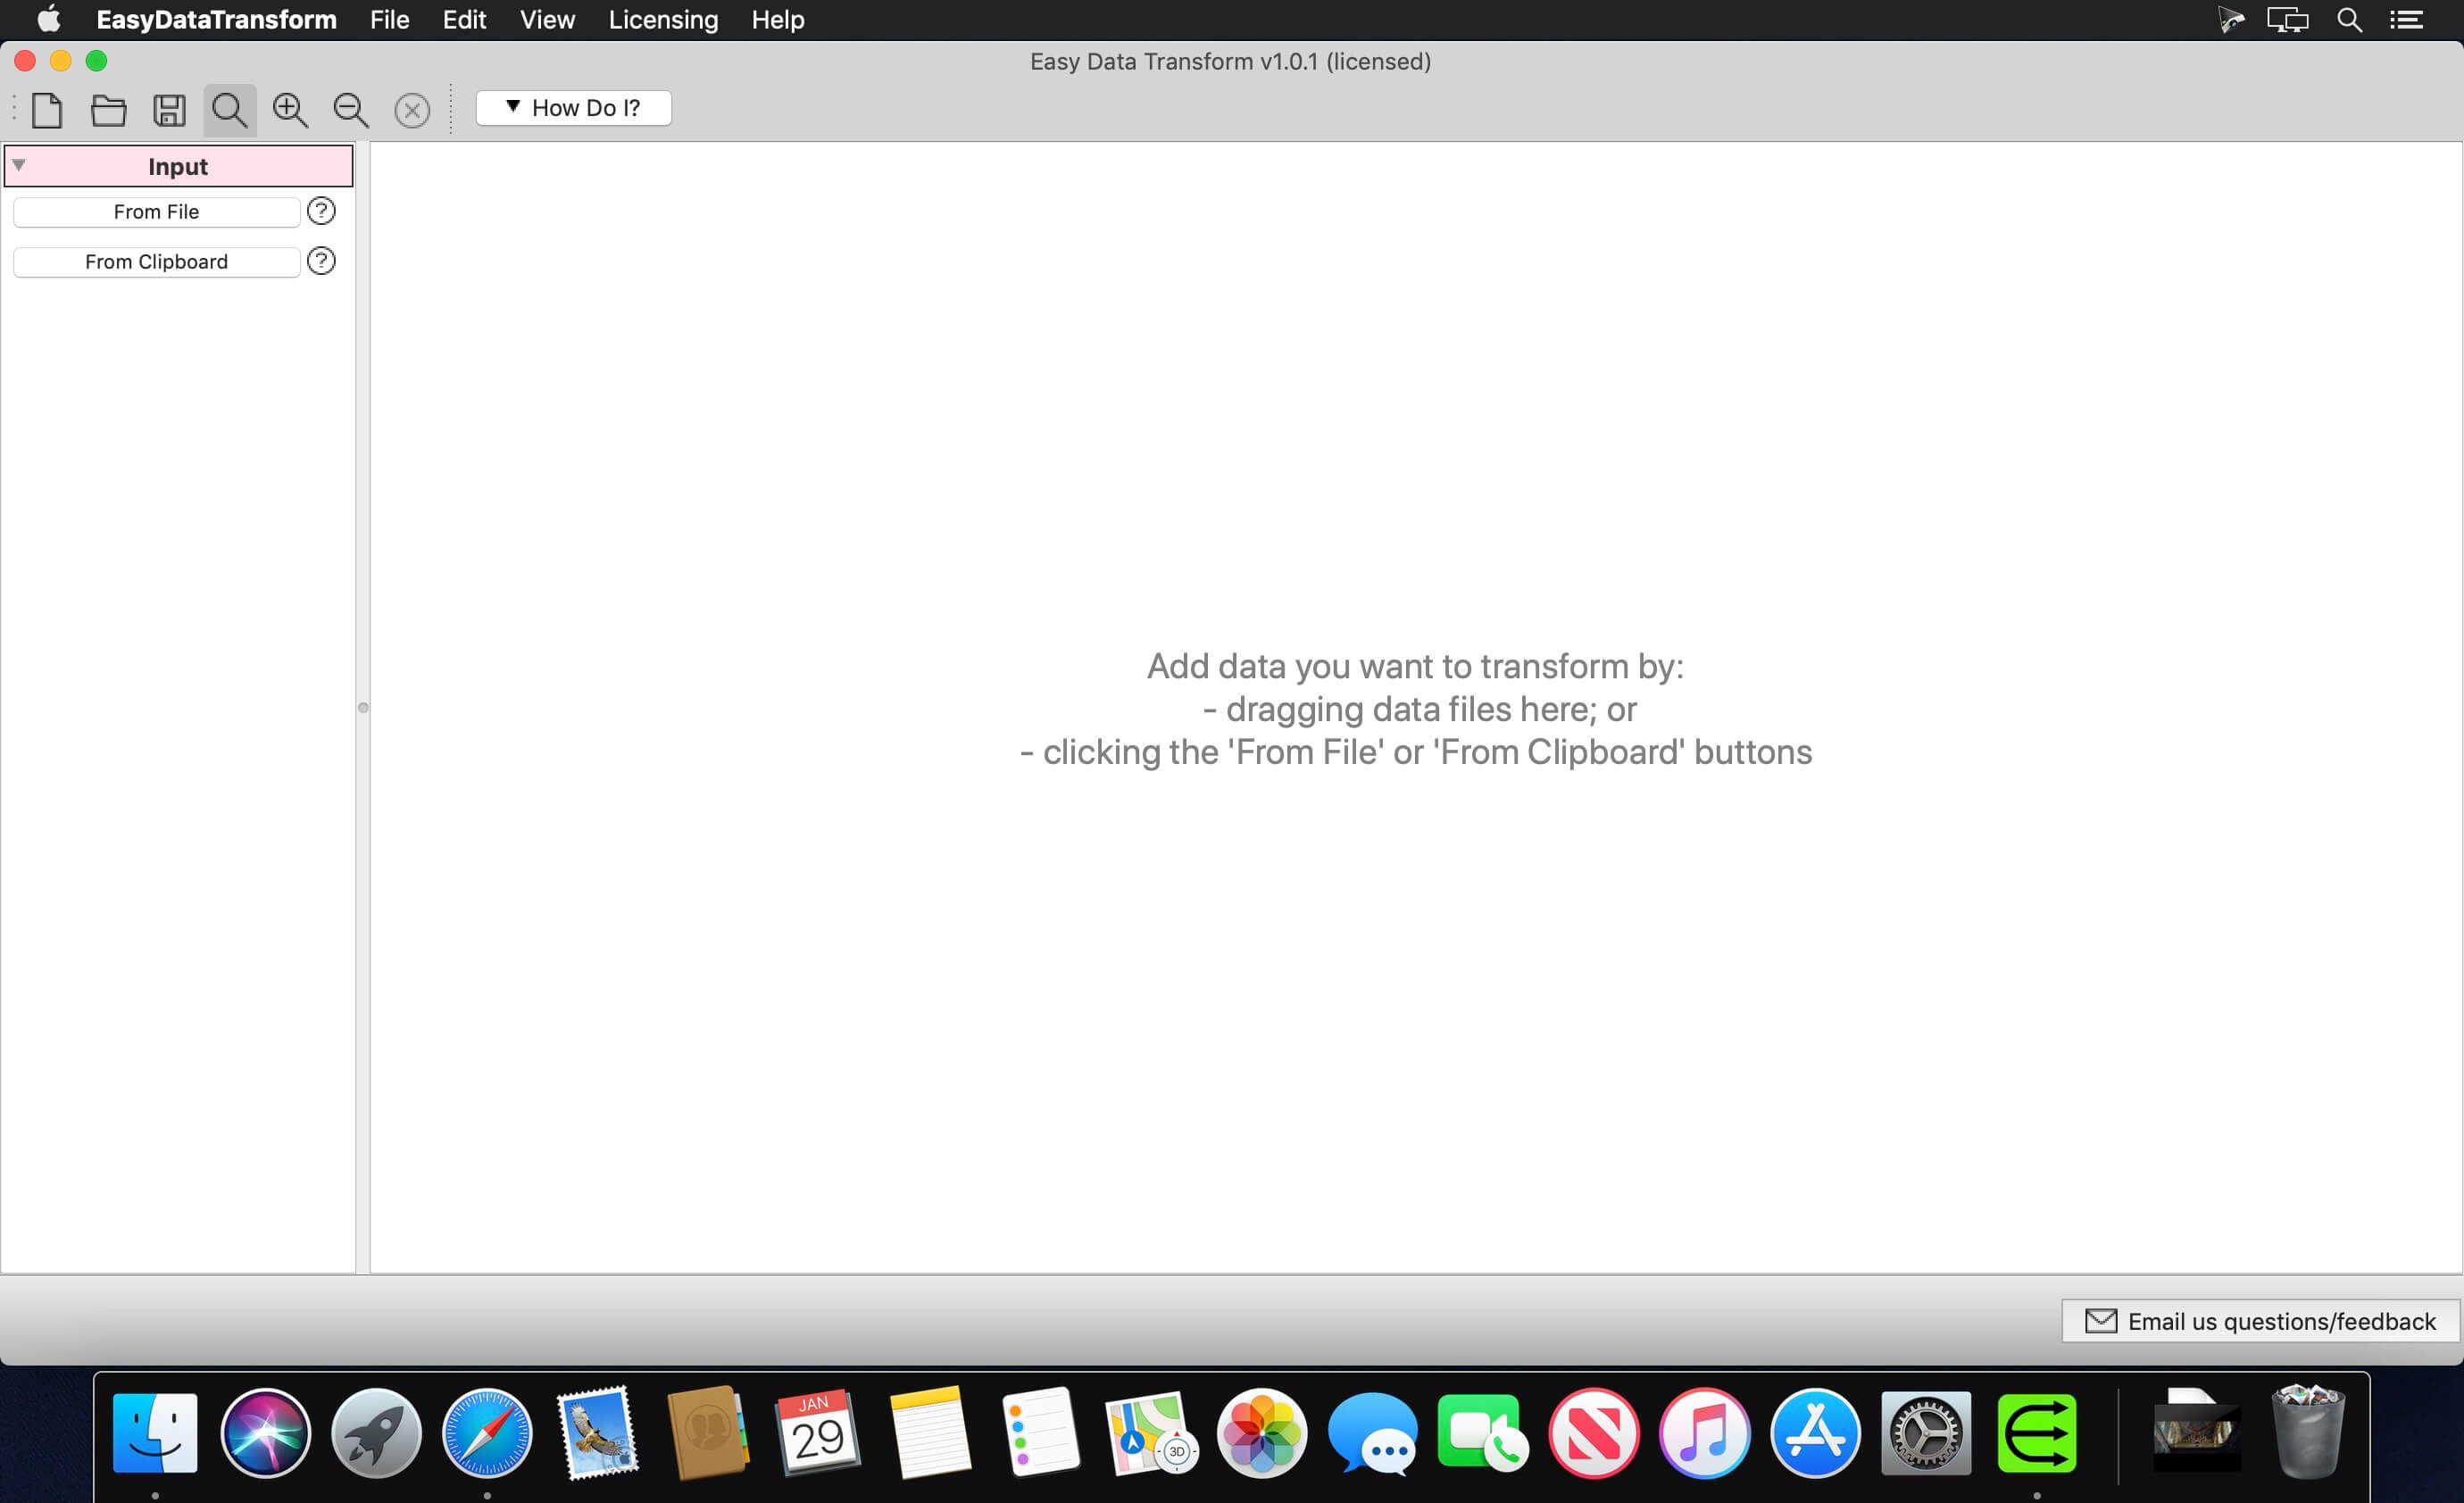 EasyDataTransform File Edit View Licensing Help
Easy Data Transform v1.0.1 (licensed)
▼ How Do I?
Input
From File ?
From Clipboard ?
Add data you want to transform by:
- dragging data files here; or
- clicking the 'From File' or 'From Clipboard' buttons
Email us questions/feedback
JAN
29
3D